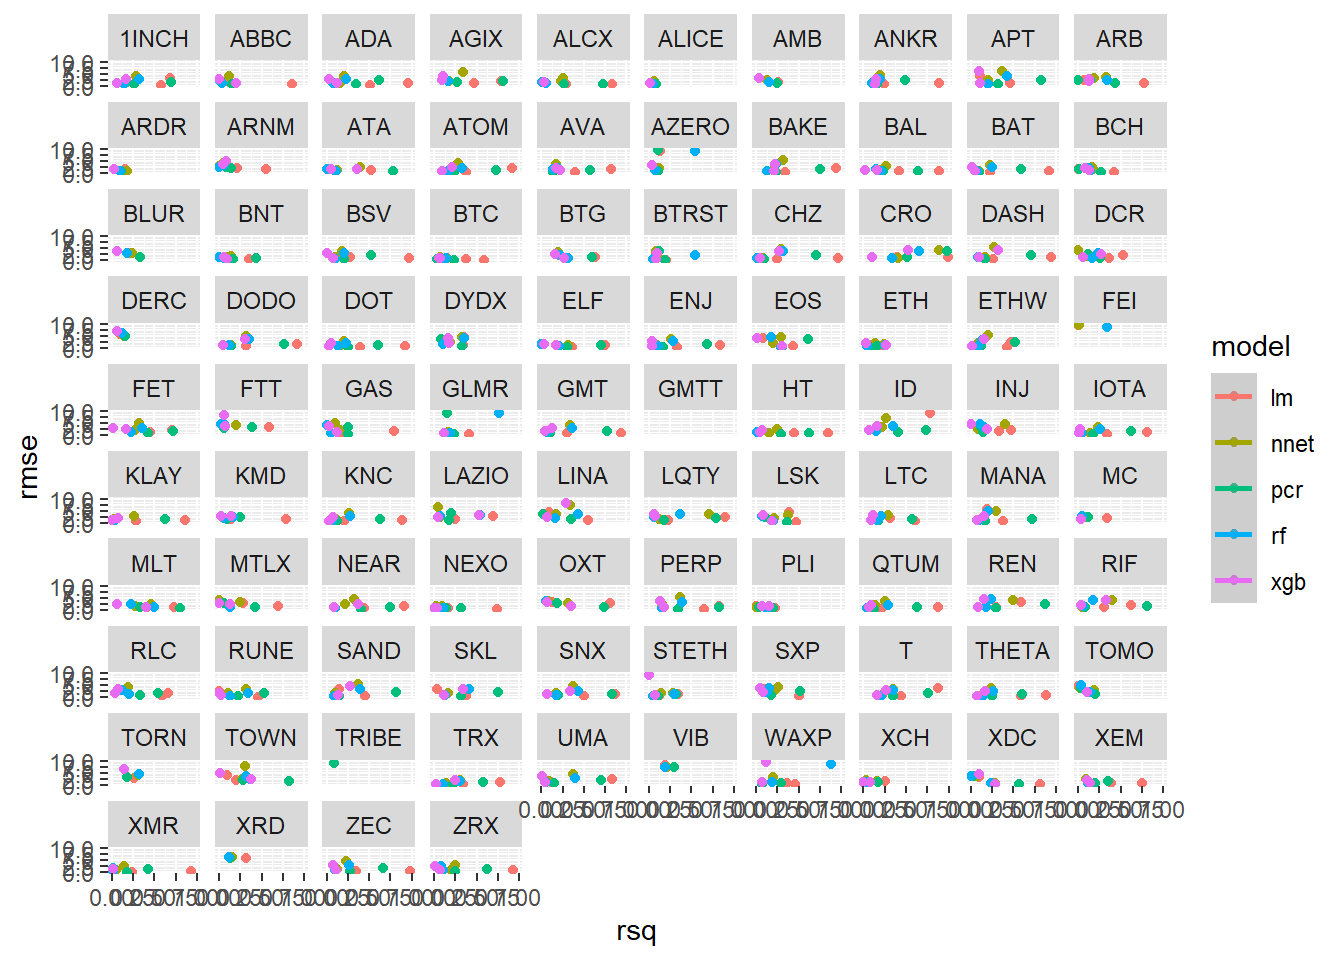 1INCH ABBC ADA AGIX ALCX ALICE AMB ANKR APT ARB
ARDR ARNM ATA ATOM AVA AZERO BAKE BAL BAT BCH
BLUR BNT BSV BTC BTG BTRST CHZ CRO DASH DCR
DERC DODO DOT DYDX ELF ENJ EOS ETH ETHW FEI
FET FTT GAS GLMR GMT GMTT HT ID INJ IOTA
KLAY KMD KNC LAZIO LINA LQTY LSK LTC MANA MC
MLT MTLX NEAR NEXO OXT PERP PLI QTUM REN RIF
RLC RUNE SAND SKL SNX STETH SXP T THETA TOMO
TORN TOWN TRIBE TRX UMA VIB WAXP XCH XDC XEM
XMR XRD ZEC ZRX
rmse
rsq
model
lm
nnet
pcr
rf
xgb